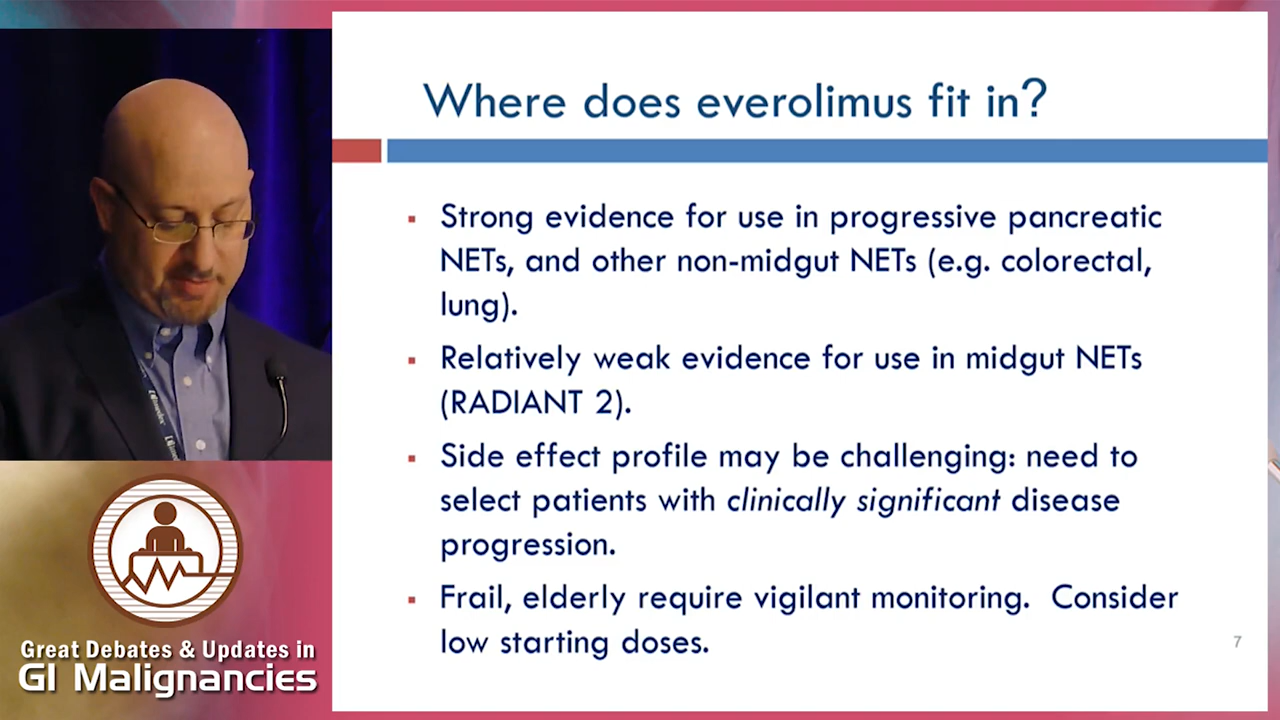 Where does everolimus fit in?
Strong evidence for use in progressive pancreatic
NETs, and other non-midgut NETs (e.g. colorectal,
lung).
Relatively weak evidence for use in midgut NETs
(RADIANT 2).
Side effect profile may be challenging: need to
select patients with clinically significant disease
progression.
Frail, elderly require vigilant monitoring.  Consider
low starting doses.
7
Great Debates & Updates in
GI Malignancies